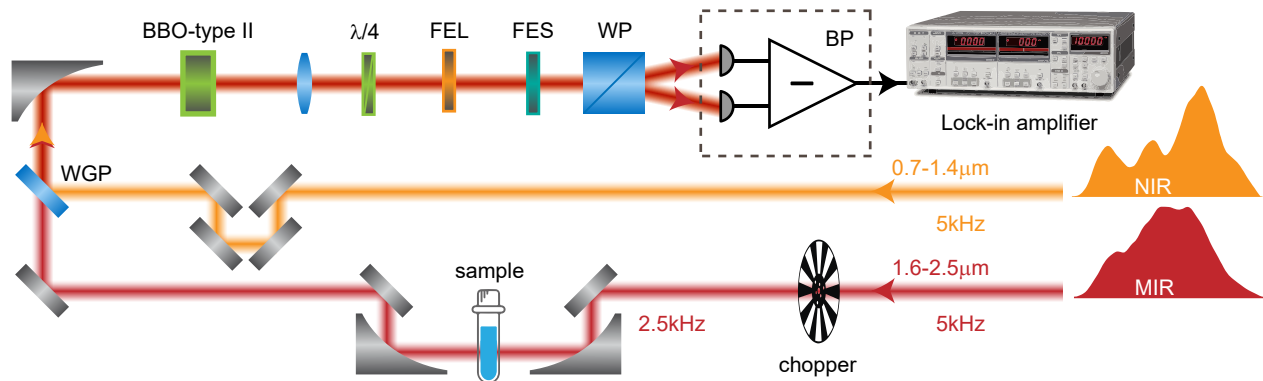 BBO-type II
λ/4
FEL
FES
WP
BP
Lock-in amplifier
WGP
0.7-1.4μm
NIR
5kHz
sample
1.6-2.5μm
MIR
2.5kHz
5kHz
chopper